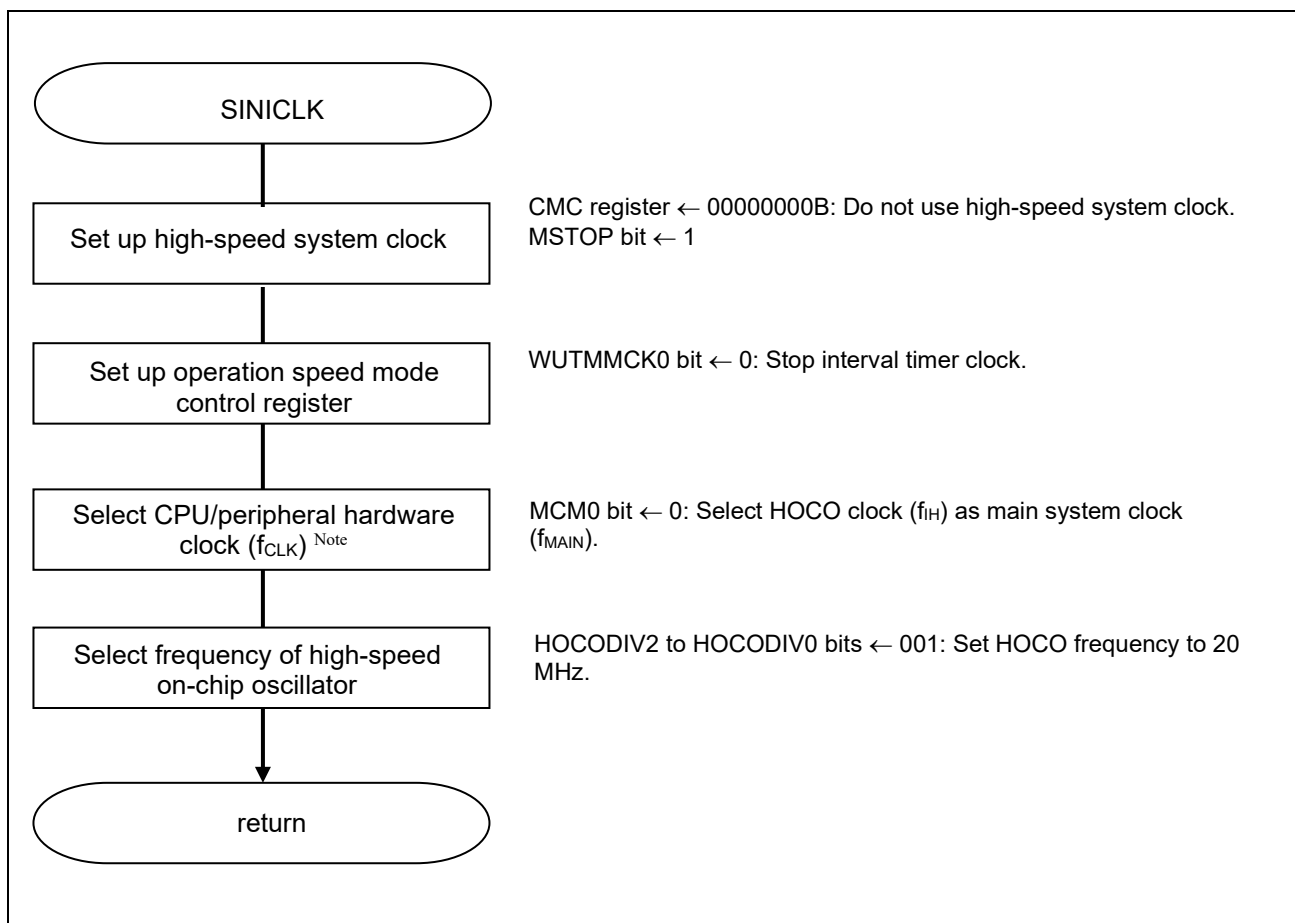 SINICLK
Set up high-speed system clock
CMC register ← 00000000B: Do not use high-speed system clock.
MSTOP bit ← 1
Set up operation speed mode
control register
WUTMMCK0 bit ← 0: Stop interval timer clock.
Select CPU/peripheral hardware
clock (fCLK) Note
MCM0 bit ← 0: Select HOCO clock (fIH) as main system clock
(fMAIN).
Select frequency of high-speed
on-chip oscillator
HOCODIV2 to HOCODIV0 bits ← 001: Set HOCO frequency to 20
MHz.
return